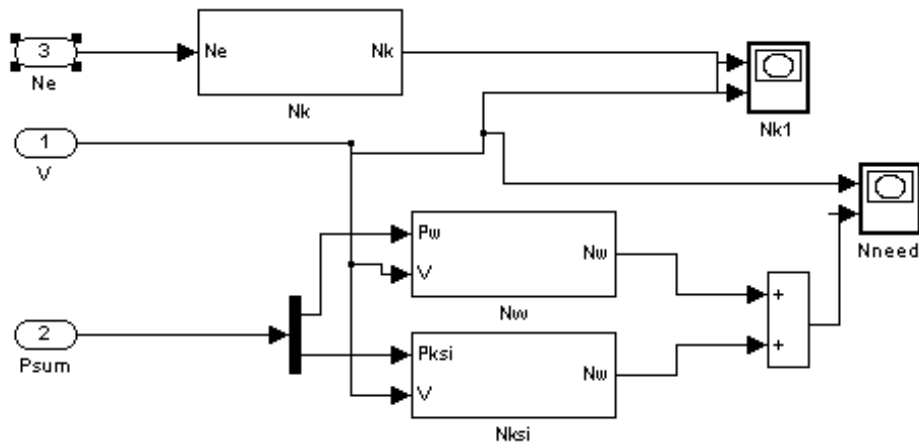 3
Ne
Ne
Nk
Nk
Nk1
1
V
Nneed
Pw
V
Nw
Nw
+
+
2
Psum
Pksi
V
Nw
Nksi